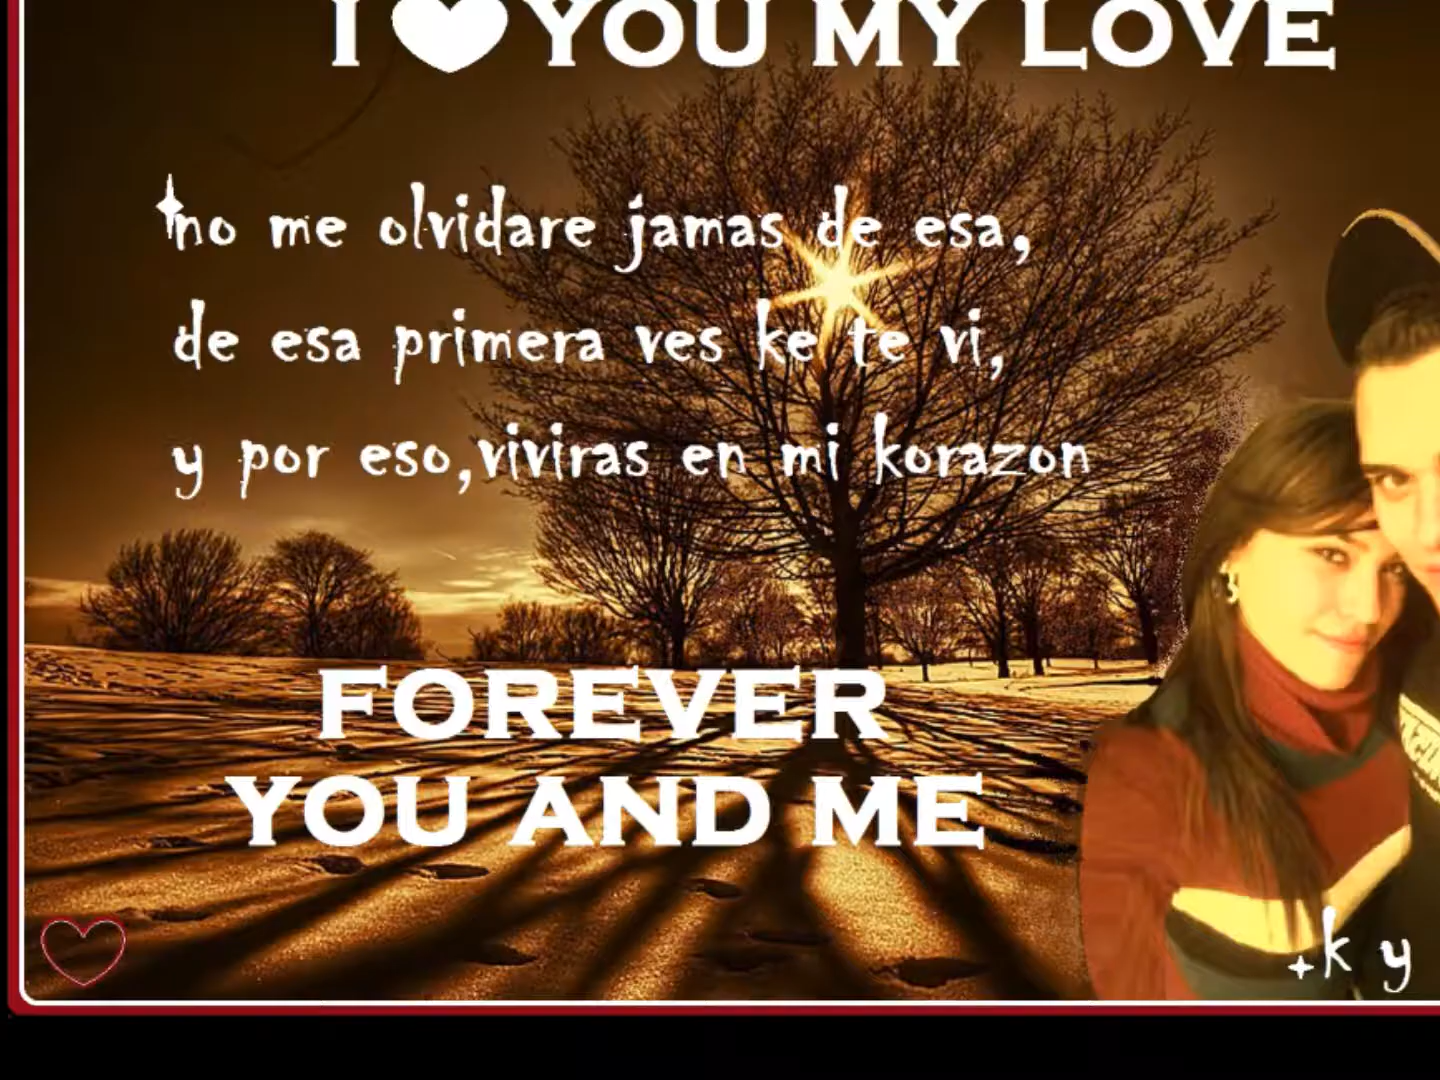 I ♥ YOU MY LOVE
no me olvidare jamas de esa,
de esa primera ves ke te vi,
y por eso,viviras en mi korazon
FOREVER
YOU AND ME
k y